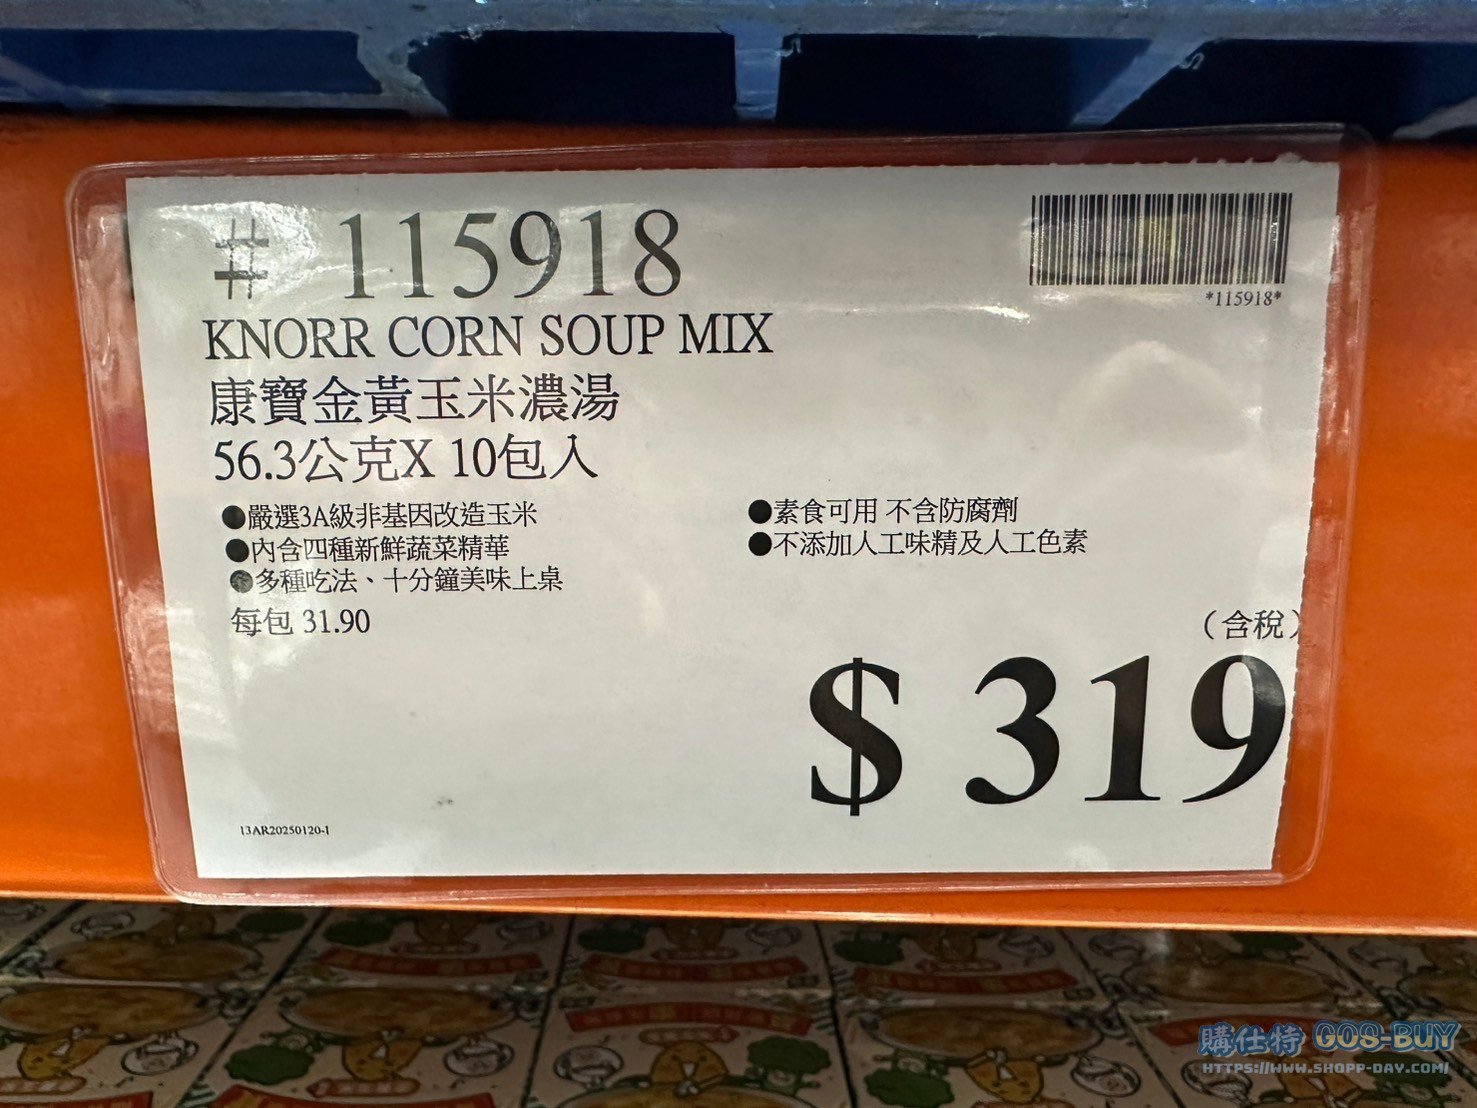 # 115918
*115918*
KNORR CORN SOUP MIX
康寶金黃玉米濃湯
56.3公克X 10包入
●嚴選3A級非基因改造玉米
●內含四種新鮮蔬菜精華
●多種吃法、十分鐘美味上桌
●素食可用 不含防腐劑
●不添加人工味精及人工色素
每包 31.90
（含稅）
$ 319
13AR20250120-1
購仕特 GOS-BUY
HTTPS://WWW.SHOPP-DAY.COM/